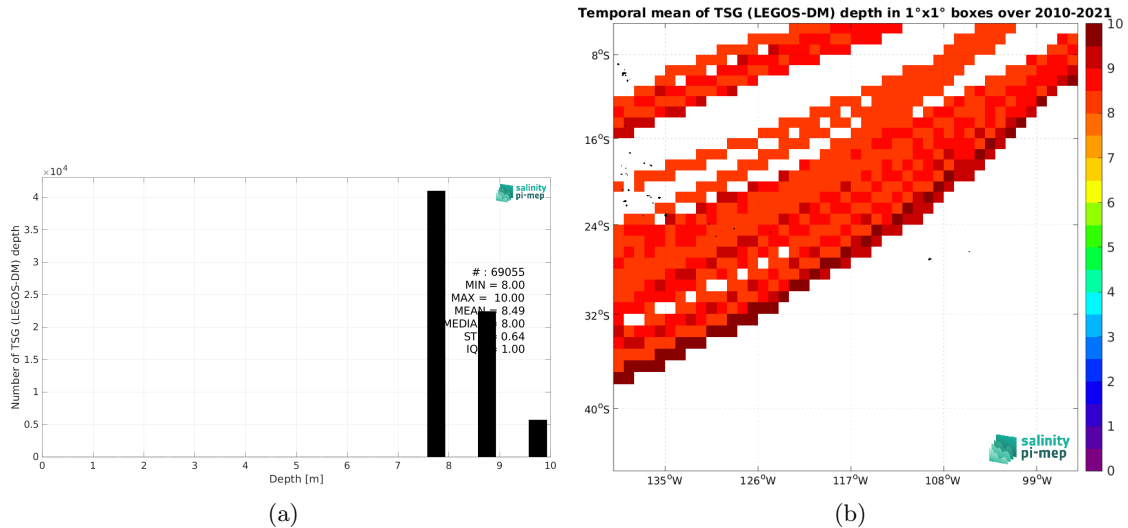 ×10⁴
4
3.5
3
2.5
2
1.5
1
0.5
0
Number of TSG (LEGOS-DM) depth
salinity
pi-mep
# : 69055
MIN = 8.00
MAX = 10.00
MEAN = 8.49
MEDIAN = 8.00
STD = 0.64
IQR = 1.00
0 1 2 3 4 5 6 7 8 9 10
Depth [m]
(a)
Temporal mean of TSG (LEGOS-DM) depth in 1°x1° boxes over 2010-2021
8°S
16°S
24°S
32°S
40°S
135°W 126°W 117°W 108°W 99°W
10
9
8
7
6
5
4
3
2
1
0
salinity
pi-mep
(b)